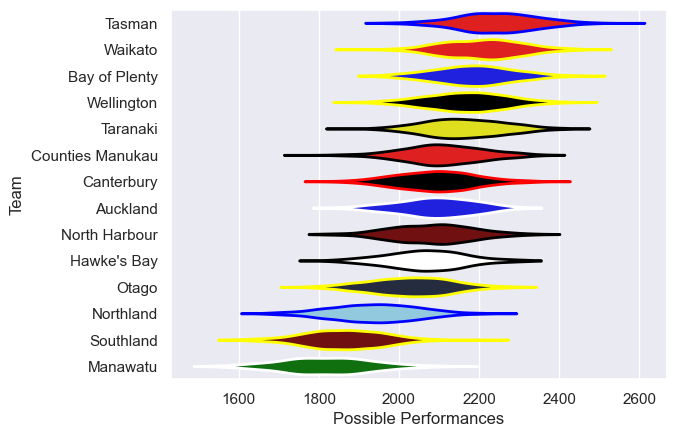 Tasman
Waikato
Bay of Plenty
Wellington
Taranaki
Counties Manukau
Canterbury
Auckland
North Harbour
Hawke's Bay
Otago
Northland
Southland
Manawatu
Team
1600 1800 2000 2200 2400 2600
Possible Performances